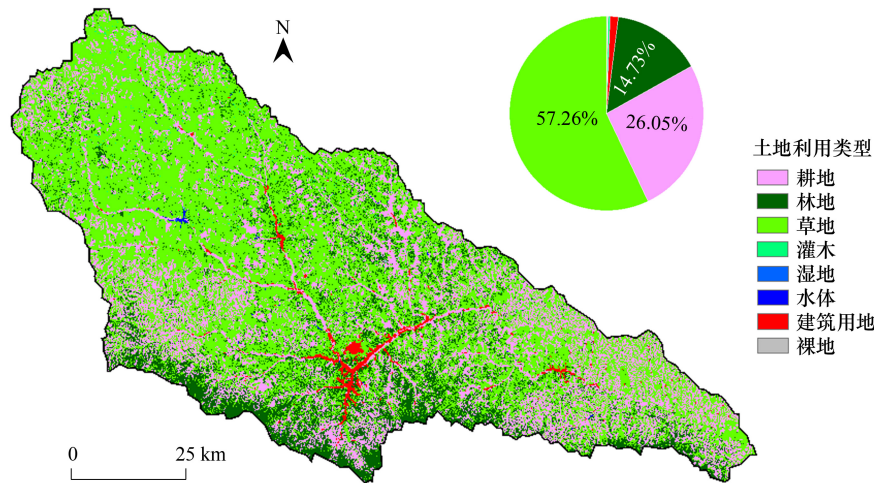 N
14.73%
57.26%
26.05%
土地利用类型
耕地
林地
草地
灌木
湿地
水体
建筑用地
裸地
0 25 km